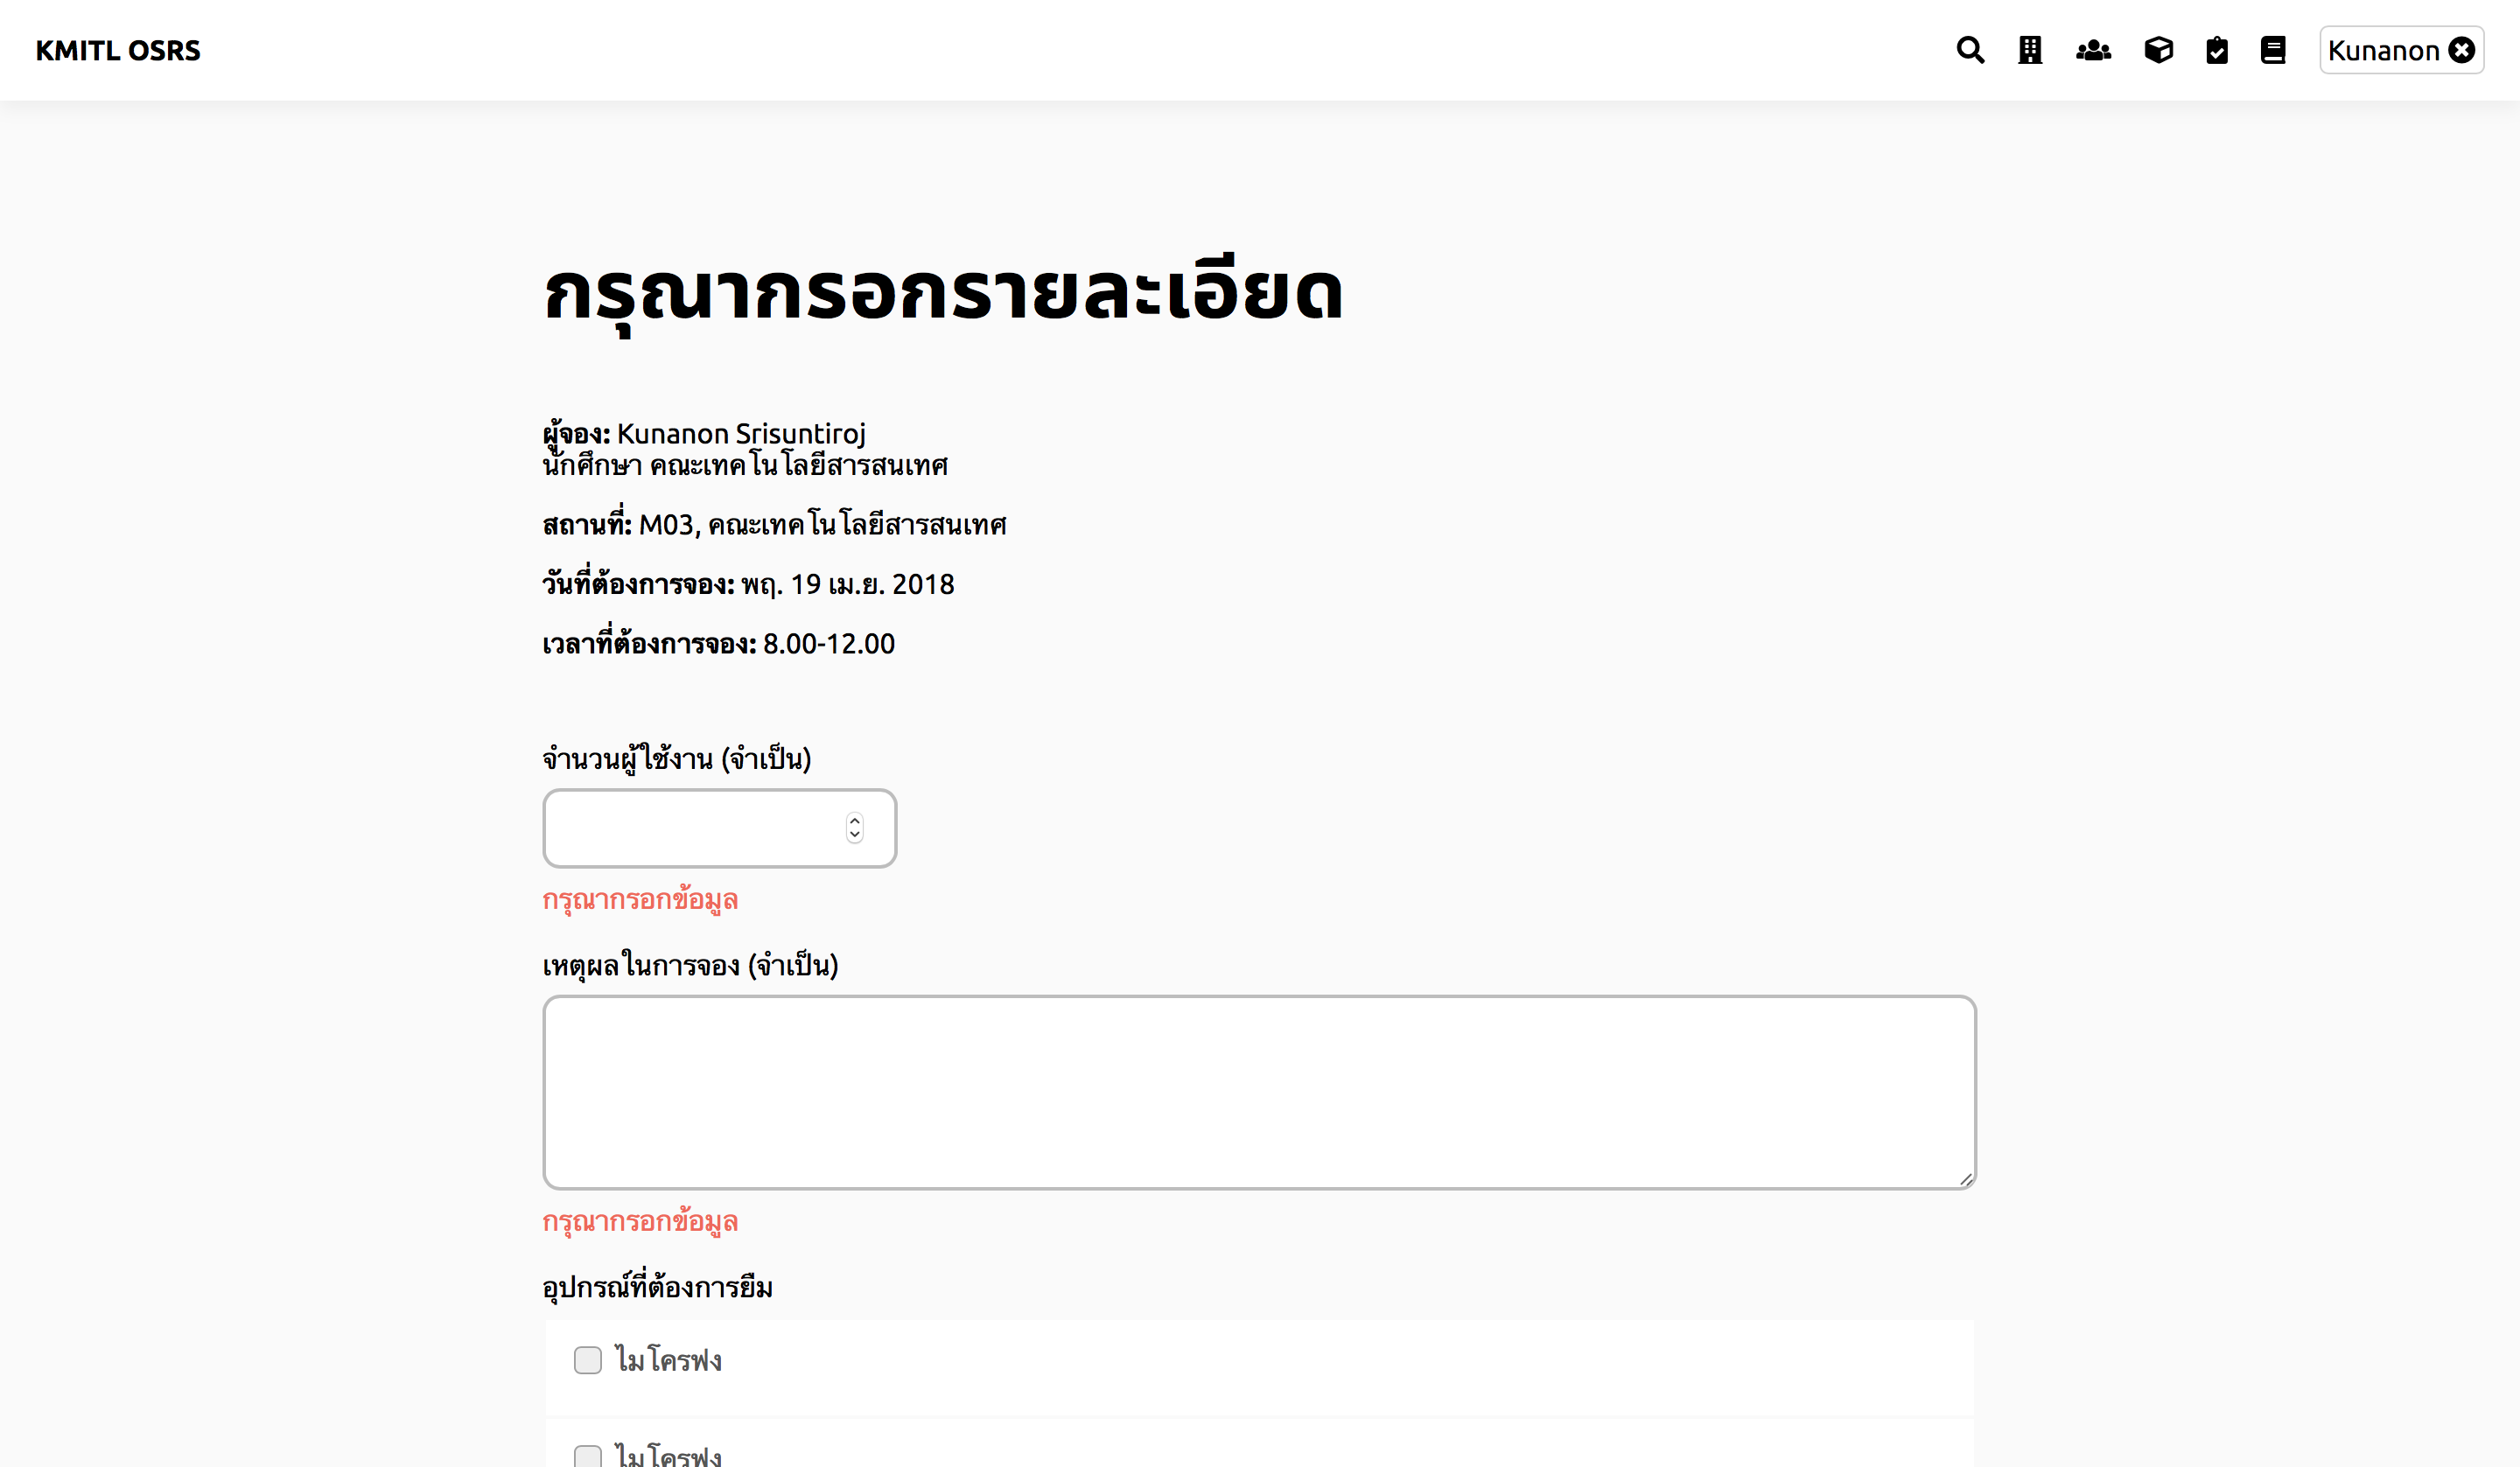 KMITL OSRS
Kunanon
กรุณากรอกรายละเอียด
ผู้จอง: Kunanon Srisuntiroj
นักศึกษา คณะเทคโนโลยีสารสนเทศ
สถานที่: M03, คณะเทคโนโลยีสารสนเทศ
วันที่ต้องการจอง: พฤ. 19 เม.ย. 2018
เวลาที่ต้องการจอง: 8.00-12.00
จำนวนผู้ใช้งาน (จำเป็น)
กรุณากรอกข้อมูล
เหตุผลในการจอง (จำเป็น)
กรุณากรอกข้อมูล
อุปกรณ์ที่ต้องการยืม
ไมโครฟง
ไมโครฟง